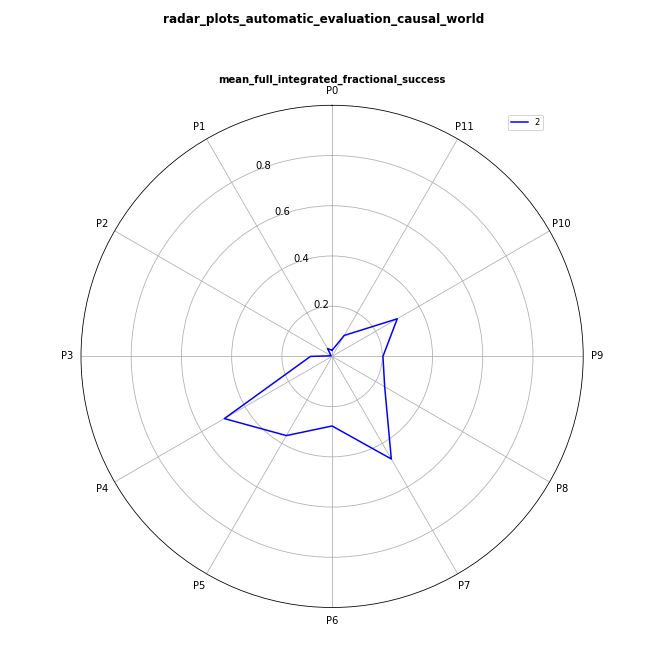 radar_plots_automatic_evaluation_causal_world
mean_full_integrated_fractional_success
P0
P1
P11
2
0.8
0.6
P2
P10
0.4
0.2
P3
P9
P4
P8
P5
P7
P6